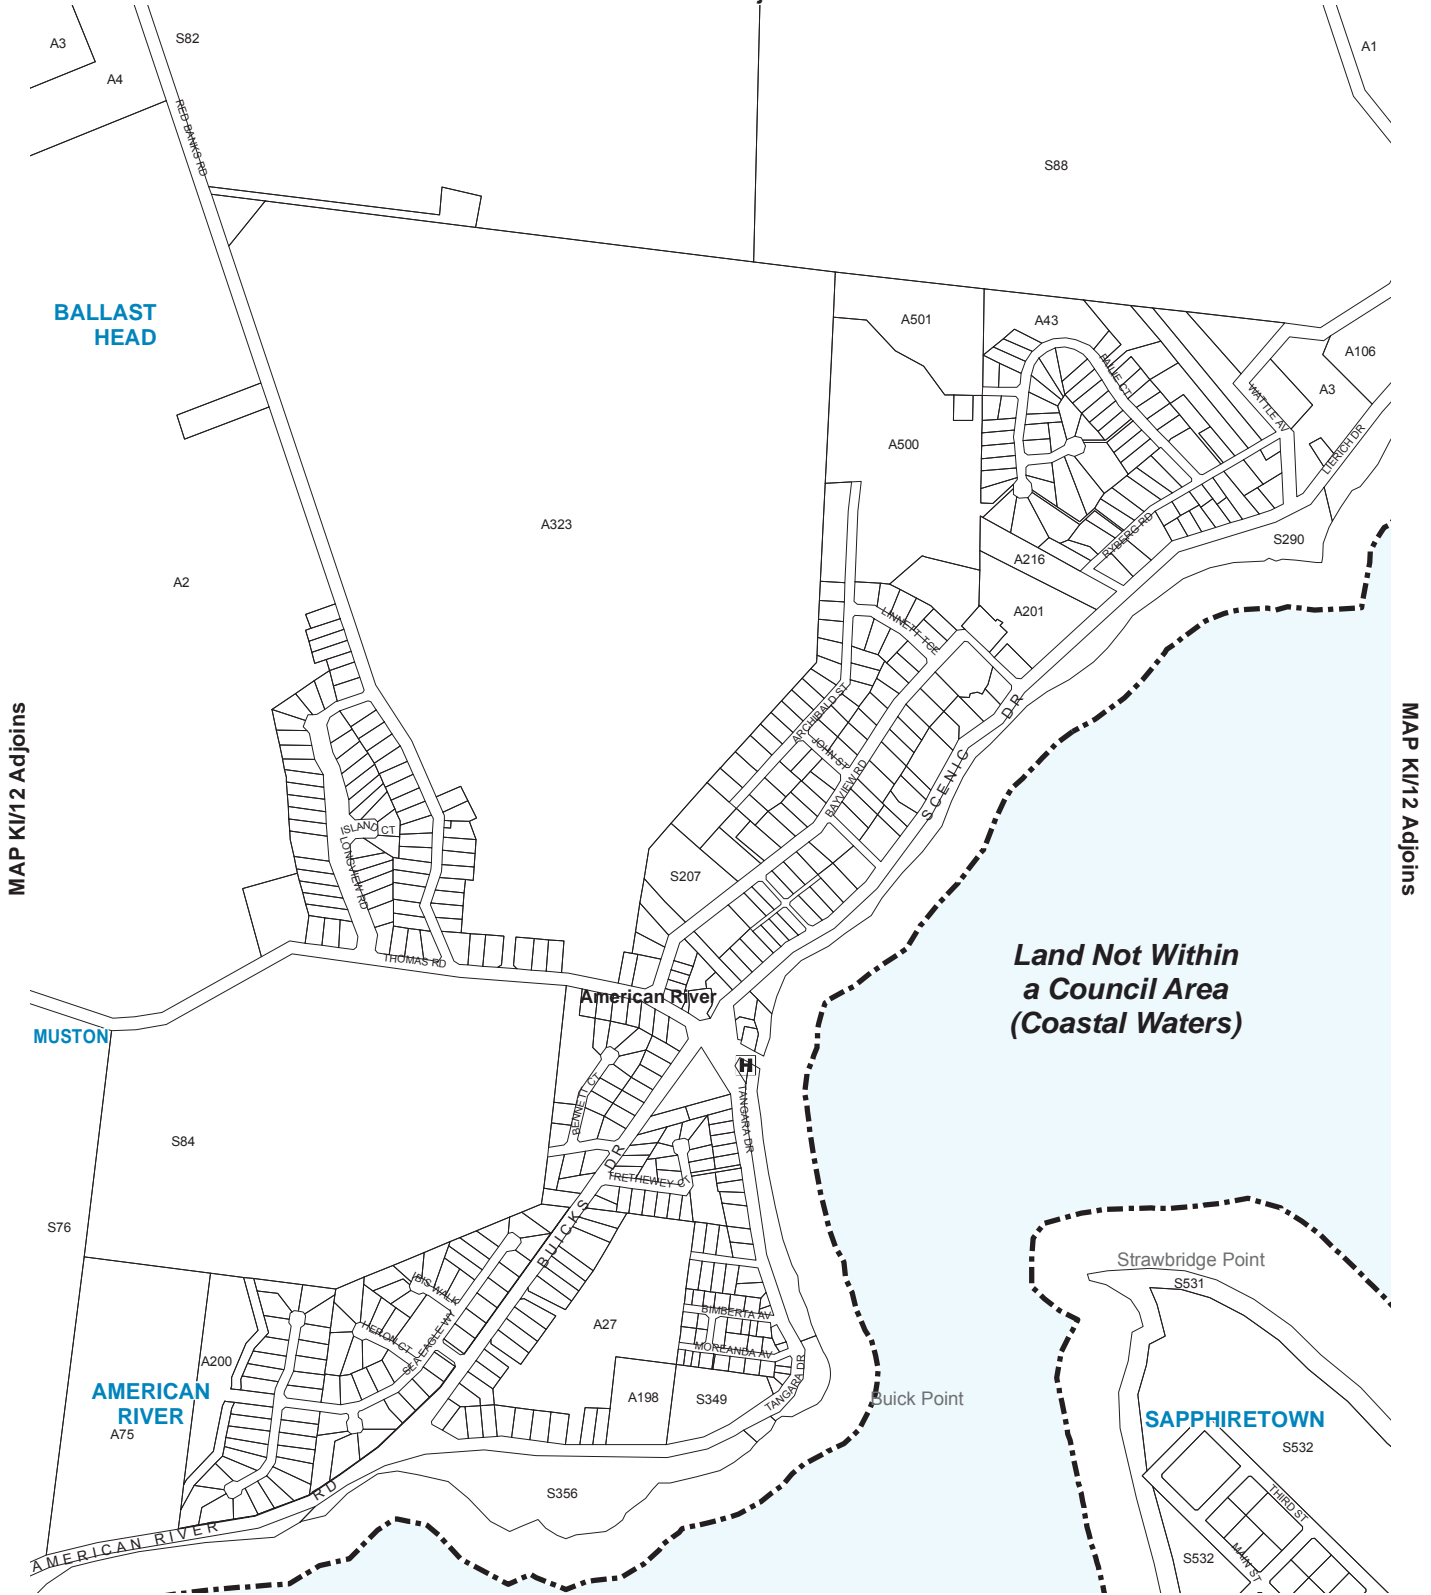 A3
S82
A1
A4
RED BANKS RD
S88
BALLAST
HEAD
A501
A43
A106
PAUE CT
A3
WATTLE AV
LIERICH DR
A500
A323
RYBERG RD
S290
A216
A2
A201
LINNETT TCE
MAP KI/12 Adjoins
MAP KI/12 Adjoins
ARCHIBALD ST
SCENIC DR
JOHN ST
BAYVIEW RD
ISLAND CT
LONGVIEW RD
S207
THOMAS RD
Land Not Within
a Council Area
(Coastal Waters)
American River
MUSTON
H
BENNETT CT
TANGARA DR
S84
TRETHEWEY CT
S76
BUICKS DR
Strawbridge Point
S531
IBIS WALK
BIMBERTA AV
HERON CT
SEA EAGLE WY
A27
MOREANDA AV
A200
TANGARA DR
AMERICAN
RIVER
A198
S349
Buick Point
A75
SAPPHIRETOWN
S532
S356
THIRD ST
AMERICAN RIVER RD
MAIN ST
S532